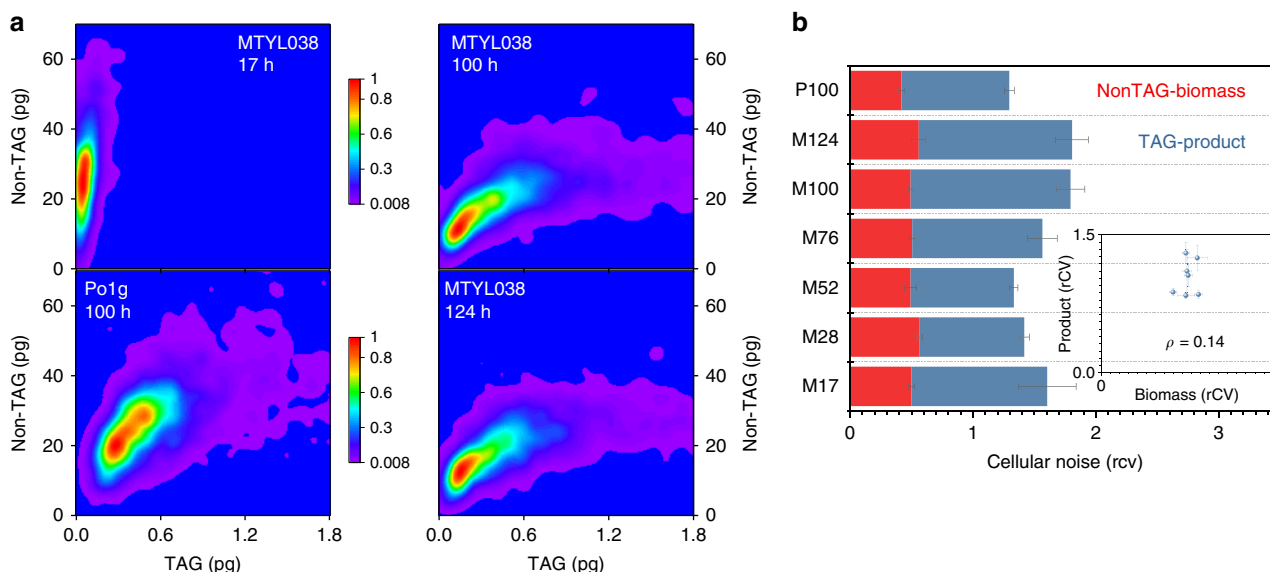 a
MTYL038
17 h
Non-TAG (pg)
60
40
20
0
1
0.8
0.6
0.3
0.008
MTYL038
100 h
60
40
20
0
Non-TAG (pg)
Po1g
100 h
Non-TAG (pg)
60
40
20
0
0.0
0.6
1.2
1.8
TAG (pg)
1
0.8
0.6
0.3
0.008
MTYL038
124 h
60
40
20
0
Non-TAG (pg)
0.0
0.6
1.2
1.8
TAG (pg)
b
P100
M124
M100
M76
M52
M28
M17
NonTAG-biomass
TAG-product
1.5
Product (rCV)
0.0
0
ρ = 0.14
Biomass (rCV)
0
1
2
3
Cellular noise (rcv)